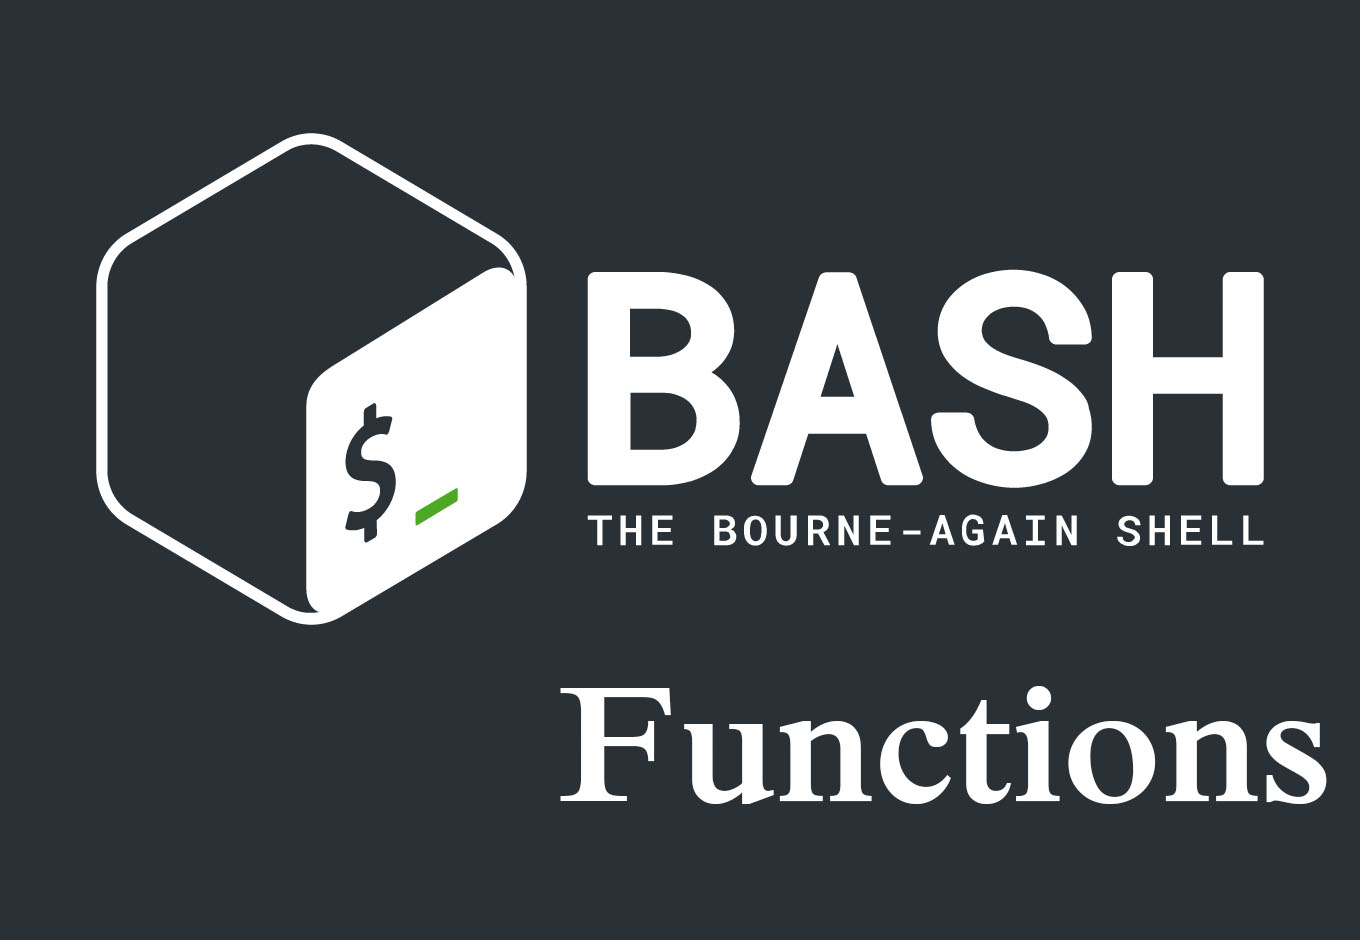 $_
BASH
THE BOURNE-AGAIN SHELL
Functions